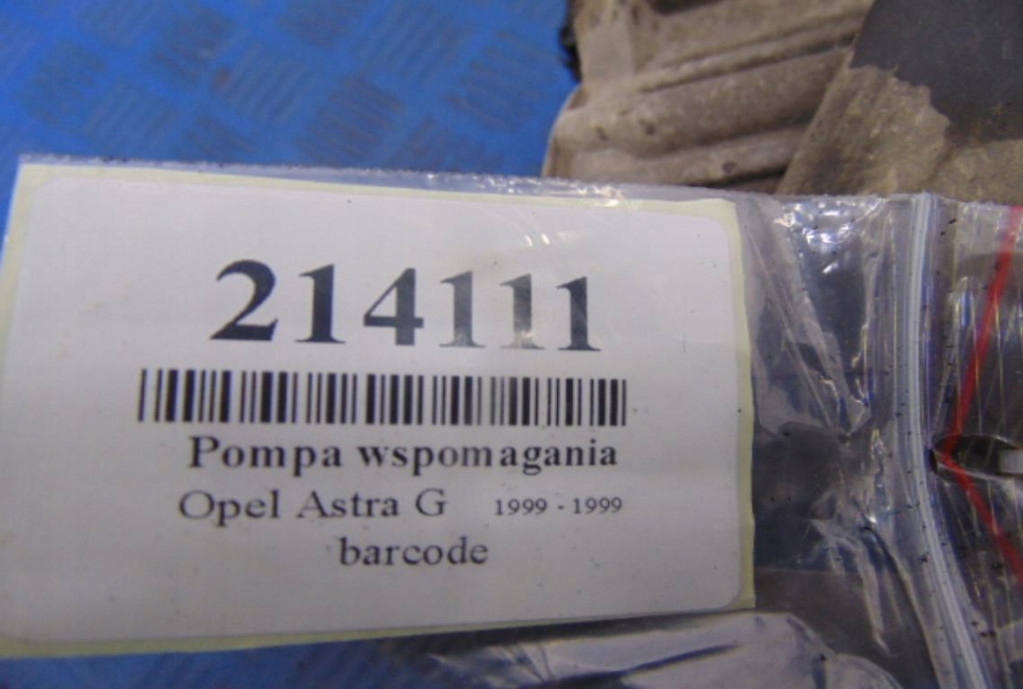 214111
Pompa wspomagania
Opel Astra G 1999 - 1999
barcode